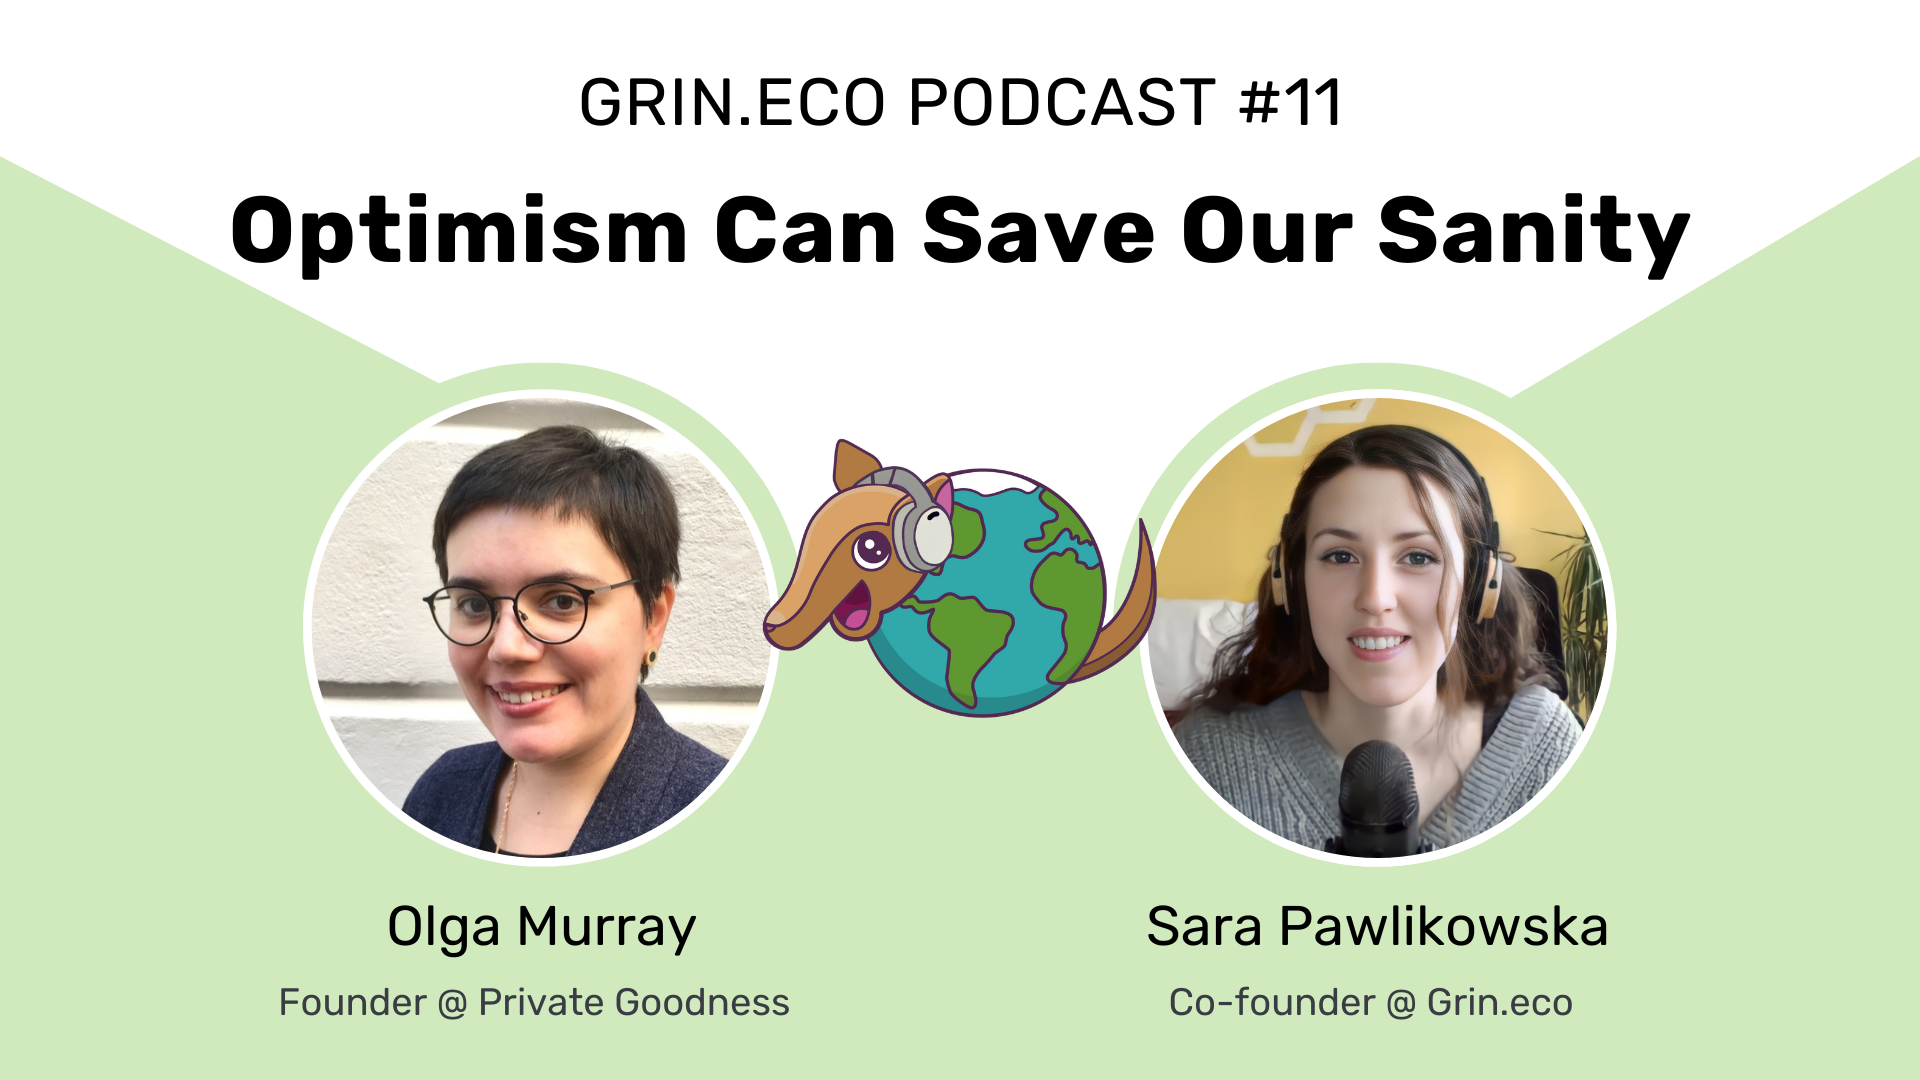 GRIN.ECO PODCAST #11
Optimism Can Save Our Sanity
Olga Murray
Founder @ Private Goodness
Sara Pawlikowska
Co-founder @ Grin.eco